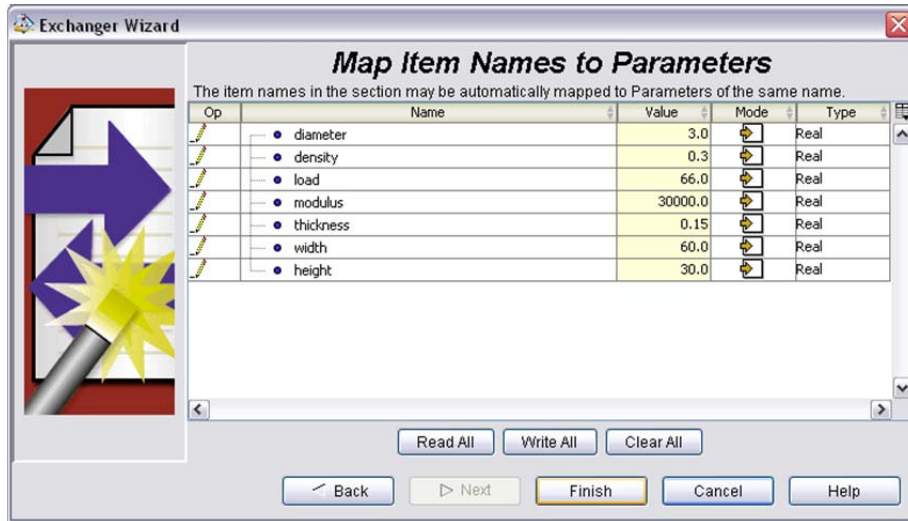 Exchanger Wizard
Map Item Names to Parameters
The item names in the section may be automatically mapped to Parameters of the same name.
Op Name Value Mode Type
diameter 3.0 Real
density 0.3 Real
load 66.0 Real
modulus 30000.0 Real
thickness 0.15 Real
width 60.0 Real
height 30.0 Real
Read All Write All Clear All
Back Next Finish Cancel Help